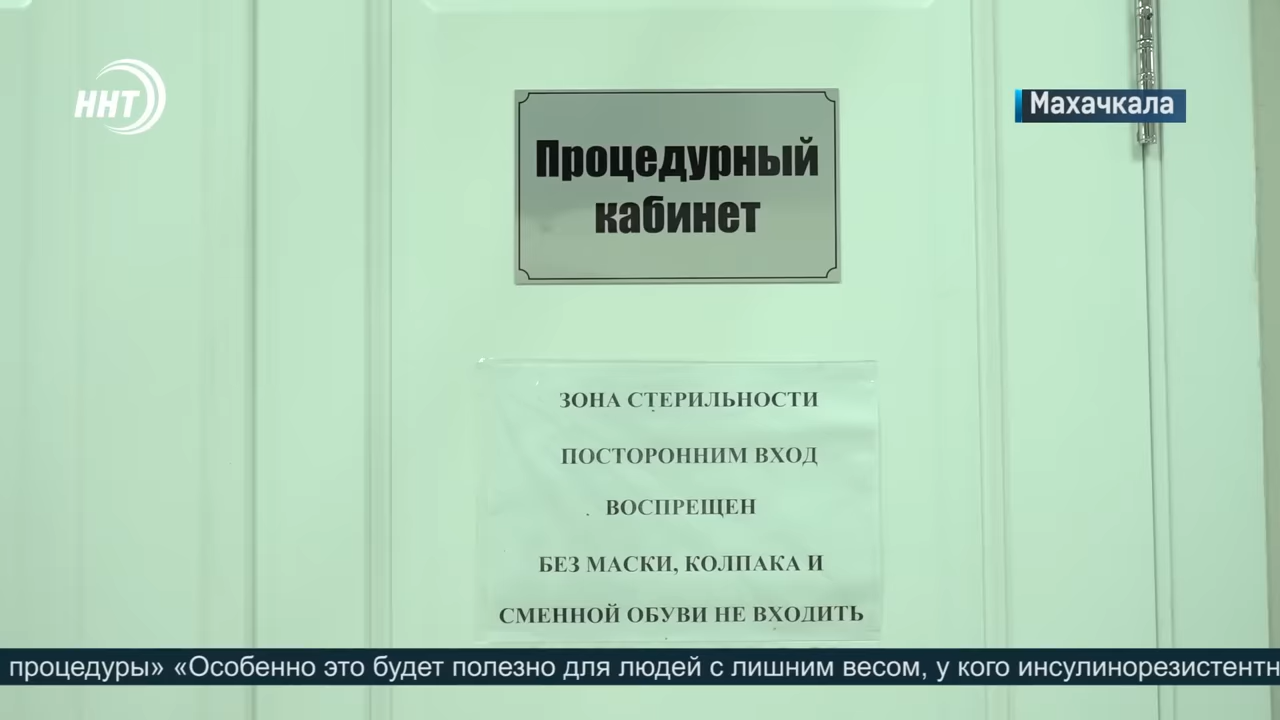 ННТ
Махачкала
Процедурный
кабинет
ЗОНА СТЕРИЛЬНОСТИ
ПОСТОРОННИМ ВХОД
ВОСПРЕЩЕН
БЕЗ МАСКИ, КОЛПАКА И
СМЕННОЙ ОБУВИ НЕ ВХОДИТЬ
процедуры» «Особенно это будет полезно для людей с лишним весом, у кого инсулинорезистентн